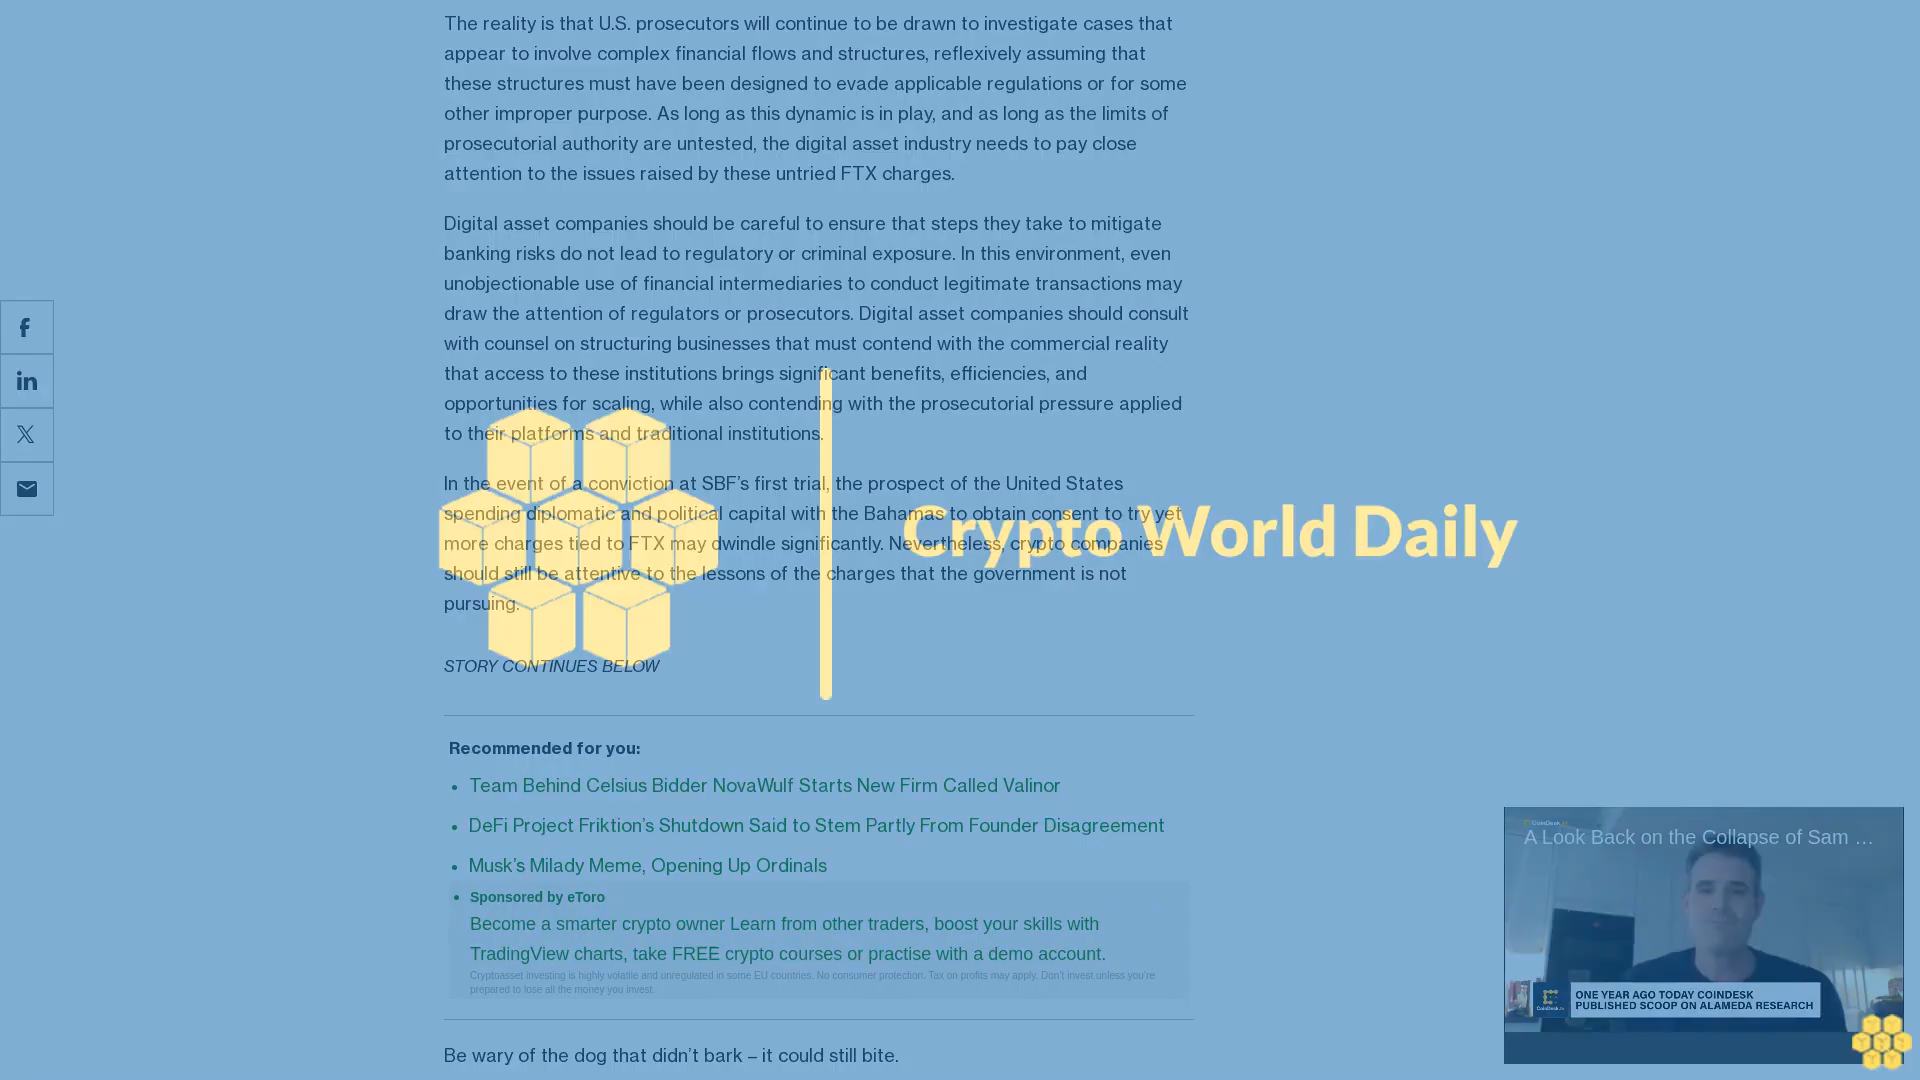 The reality is that U.S. prosecutors will continue to be drawn to investigate cases that
appear to involve complex financial flows and structures, reflexively assuming that
these structures must have been designed to evade applicable regulations or for some
other improper purpose. As long as this dynamic is in play, and as long as the limits of
prosecutorial authority are untested, the digital asset industry needs to pay close
attention to the issues raised by these untried FTX charges.
Digital asset companies should be careful to ensure that steps they take to mitigate
banking risks do not lead to regulatory or criminal exposure. In this environment, even
unobjectionable use of financial intermediaries to conduct legitimate transactions may
draw the attention of regulators or prosecutors. Digital asset companies should consult
with counsel on structuring businesses that must contend with the commercial reality
that access to these institutions brings significant benefits, efficiencies, and
opportunities for scaling, while also contending with the prosecutorial pressure applied
to their platforms and traditional institutions.
In the event of a conviction at SBF’s first trial, the prospect of the United States
spending diplomatic and political capital with the Bahamas to obtain consent to try yet
more charges tied to FTX may dwindle significantly. Nevertheless, crypto companies
should still be attentive to the lessons of the charges that the government is not
pursuing.
Crypto World Daily
STORY CONTINUES BELOW
Recommended for you:
• Team Behind Celsius Bidder NovaWulf Starts New Firm Called Valinor
• DeFi Project Friktion’s Shutdown Said to Stem Partly From Founder Disagreement
• Musk’s Milady Meme, Opening Up Ordinals
• Sponsored by eToro
Become a smarter crypto owner Learn from other traders, boost your skills with
TradingView charts, take FREE crypto courses or practise with a demo account.
Cryptoasset investing is highly volatile and unregulated in some EU countries. No consumer protection. Tax on profits may apply. Don’t invest unless you’re
prepared to lose all the money you invest.
Be wary of the dog that didn’t bark – it could still bite.
CoinDesk
A Look Back on the Collapse of Sam …
ONE YEAR AGO TODAY COINDESK
PUBLISHED SCOOP ON ALAMEDA RESEARCH